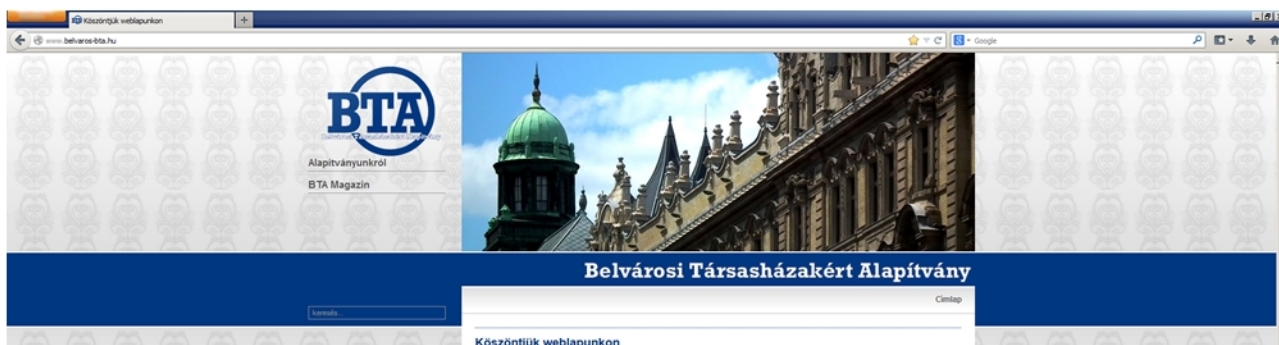 Köszöntjük weblapunkon
www.belvaros-bta.hu
Google
BTA
Alapítványunkról
BTA Magazin
Belvárosi Társasházakért Alapítvány
Címlap
keresés...
Köszöntjük weblapunkon